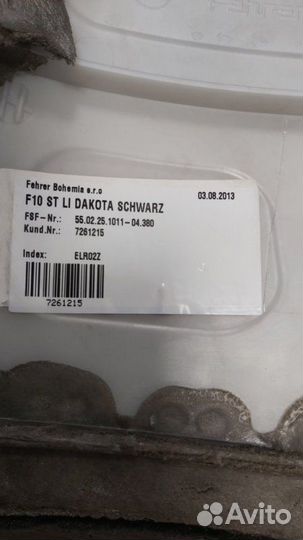 Fehrer Bohemia s.r.o
F10 ST LI DAKOTA SCHWARZ 03.08.2013
FSF-Nr.: 55.02.25.1011-04.380
Kund.Nr.: 7261215
Index: ELR02Z
7261215
Avito